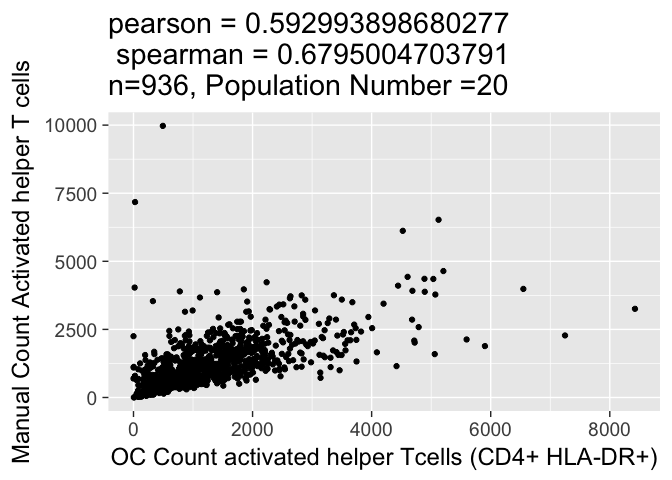 pearson = 0.592993898680277
spearman = 0.6795004703791
n=936, Population Number =20
Manual Count Activated helper T cells
10000
7500
5000
2500
0
0 2000 4000 6000 8000
OC Count activated helper Tcells (CD4+ HLA-DR+)